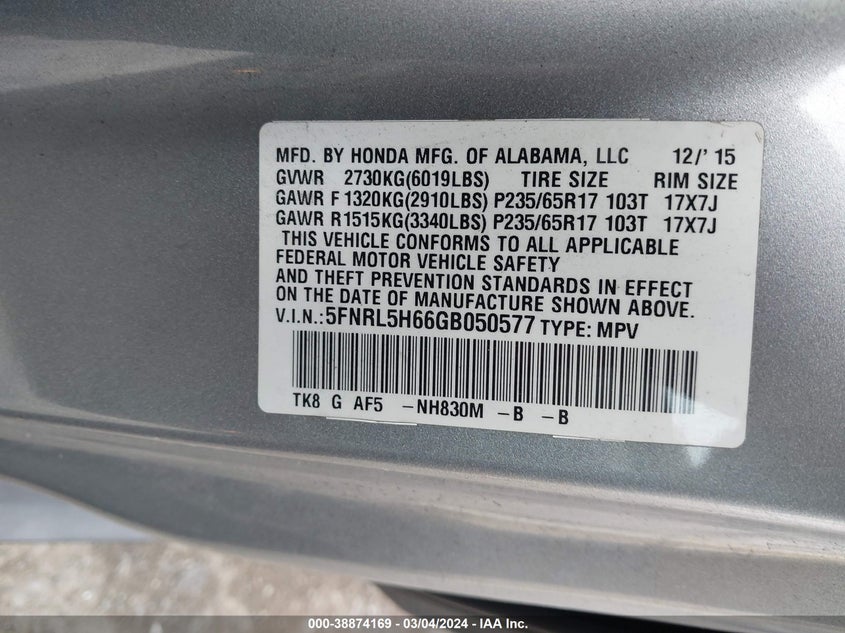 MFD. BY HONDA MFG. OF ALABAMA, LLC 12/'15
GVWR 2730KG(6019LBS) TIRE SIZE RIM SIZE
GAWR F 1320KG(2910LBS) P235/65R17 103T 17X7J
GAWR R1515KG(3340LBS) P235/65R17 103T 17X7J
THIS VEHICLE CONFORMS TO ALL APPLICABLE
FEDERAL MOTOR VEHICLE SAFETY
AND THEFT PREVENTION STANDARDS IN EFFECT
ON THE DATE OF MANUFACTURE SHOWN ABOVE.
V.I.N.:5FNRL5H66GB050577 TYPE: MPV
TK8 G AF5 -NH830M -B -B
000-38874169 — 03/04/2024 — IAA Inc.